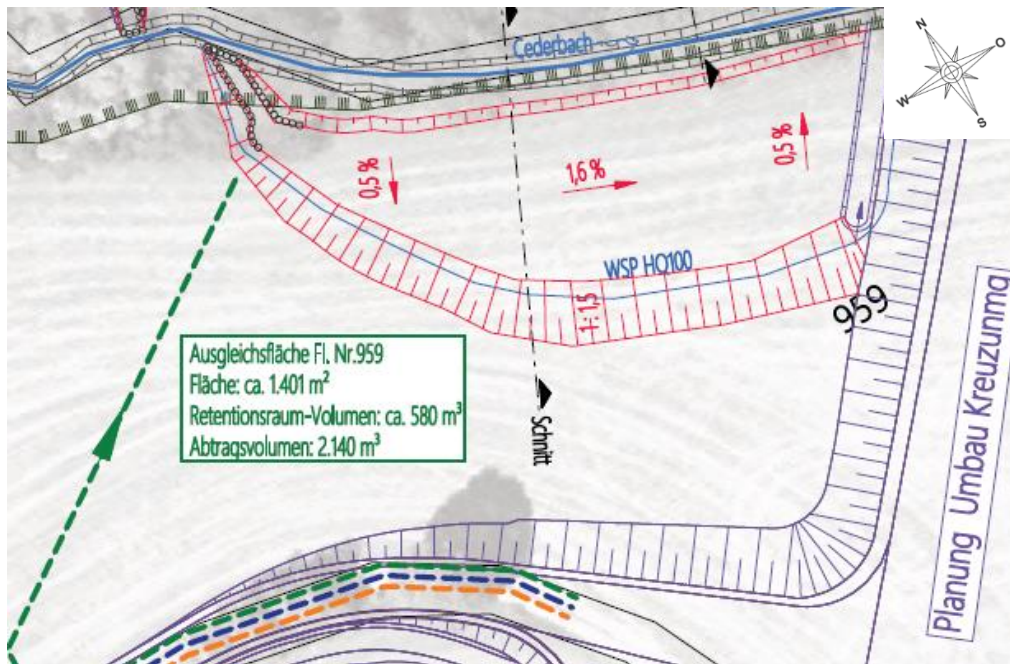 Cederbach
N
O
W
S
0,5 %
1,6 %
0,5 %
WSP HQ100
1 : 1,5
959
Ausgleichsfläche Fl. Nr.959
Fläche: ca. 1.401 m²
Retentionsraum-Volumen: ca. 580 m³
Abtragsvolumen: 2.140 m³
Schnitt
Planung Umbau Kreuzunmg